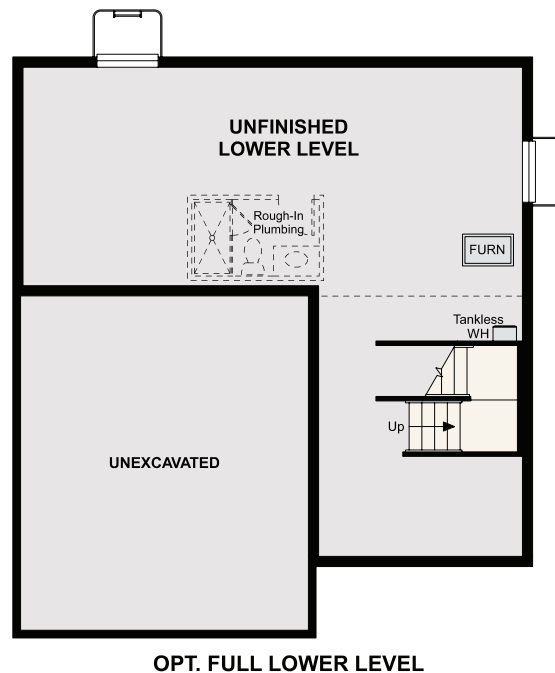 UNFINISHED
LOWER LEVEL
Rough-In
Plumbing
FURN
Tankless
WH
Up
UNEXCAVATED
OPT. FULL LOWER LEVEL